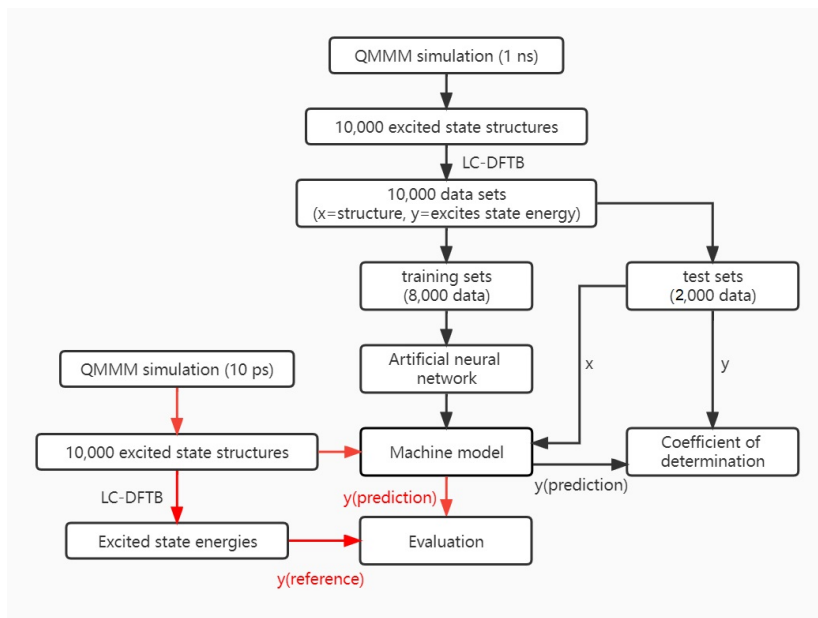 QMMM simulation (1 ns)
10,000 excited state structures
LC-DFTB
10,000 data sets
(x=structure, y=excites state energy)
training sets
(8,000 data)
test sets
(2,000 data)
Artificial neural
network
x
y
QMMM simulation (10 ps)
10,000 excited state structures
Machine model
Coefficient of
determination
y(prediction)
LC-DFTB
y(prediction)
Excited state energies
Evaluation
y(reference)